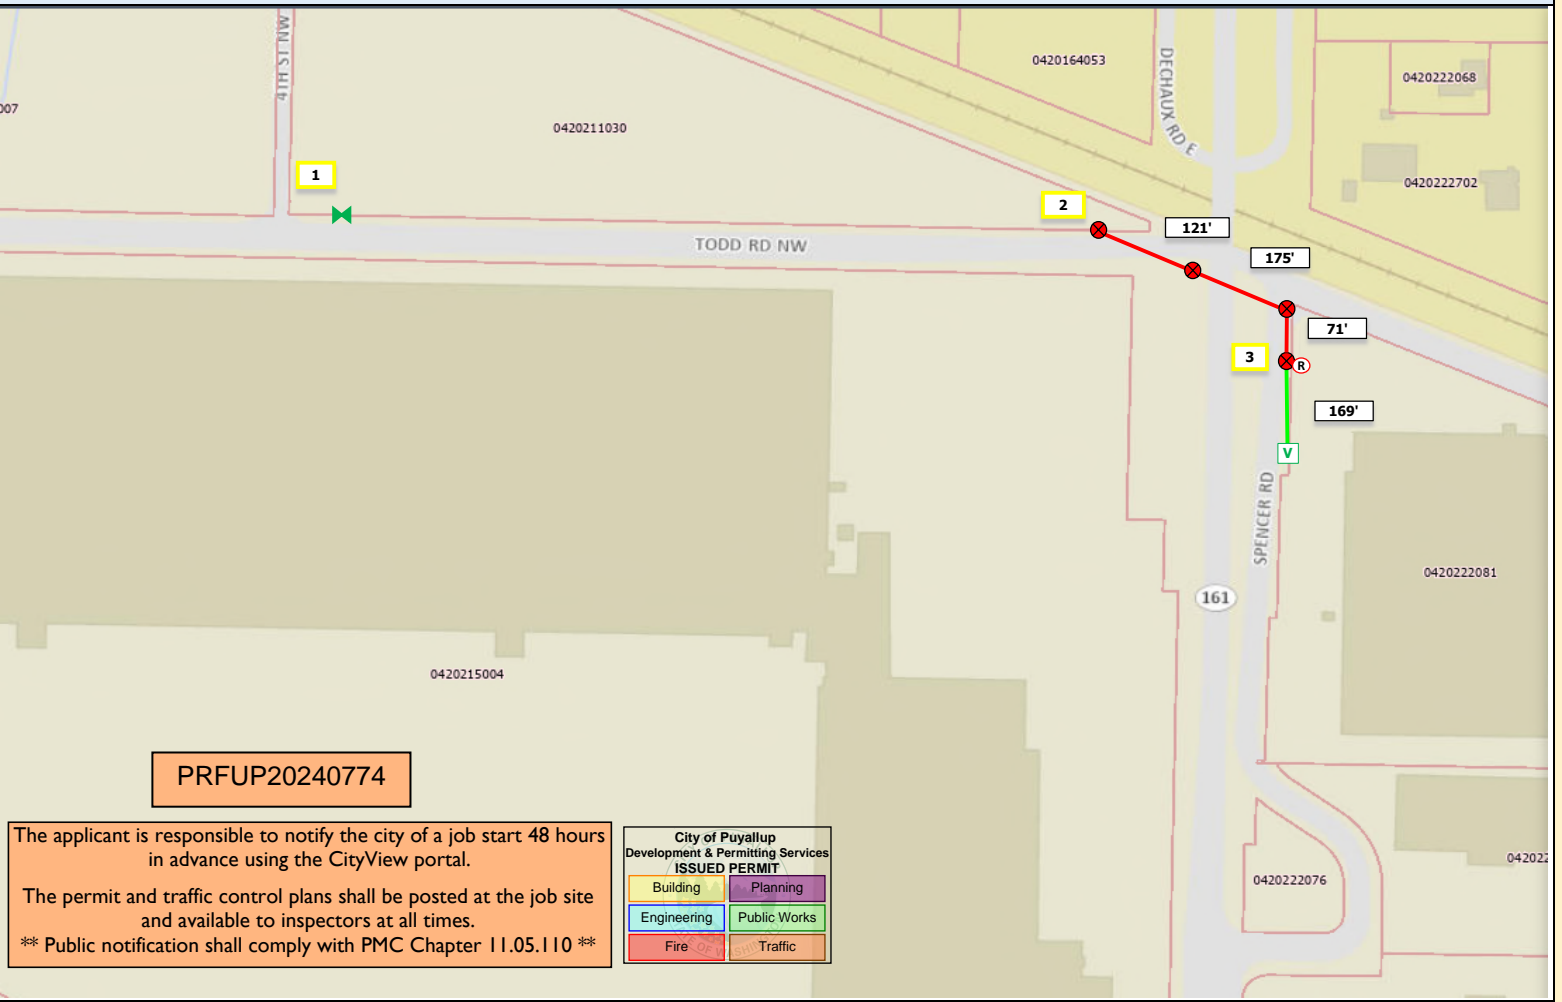 4TH ST NW
007
0420211030
0420164053
DECHAUX RD E
0420222068
0420222702
1
2
121'
TODD RD NW
175'
71'
3
R
169'
V
SPENCER RD
161
0420222081
0420215004
PRFUP20240774
The applicant is responsible to notify the city of a job start 48 hours
in advance using the CityView portal.
The permit and traffic control plans shall be posted at the job site
and available to inspectors at all times.
** Public notification shall comply with PMC Chapter 11.05.110 **
City of Puyallup
Development & Permitting Services
ISSUED PERMIT
Building
Planning
Engineering
Public Works
Fire
Traffic
0420222076
04202